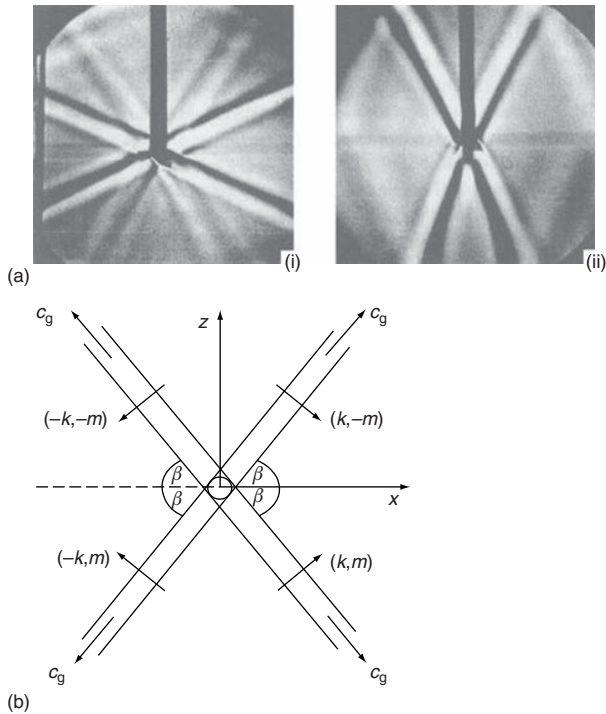 (i)
(ii)
(a)
c_g
z
c_g
(−k,−m)
(k,−m)
β
β
β
β
x
(−k,m)
(k,m)
c_g
c_g
(b)